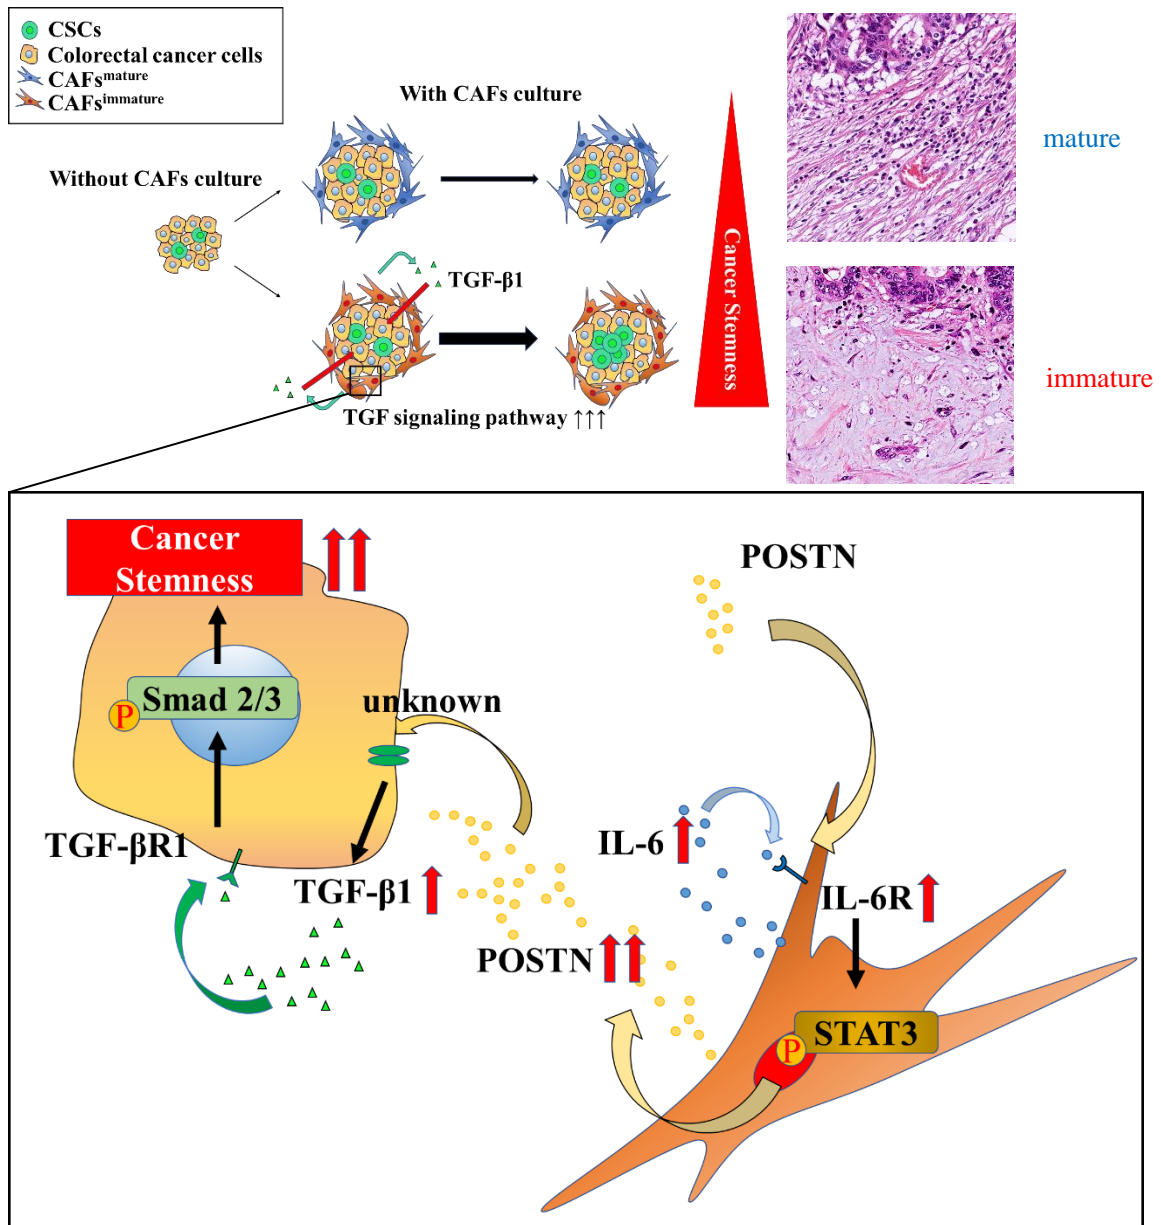 CSCs
Colorectal cancer cells
CAFsmature
CAFsimmature
With CAFs culture
Without CAFs culture
TGF-β1
TGF signaling pathway ↑↑↑
Cancer Stemness
mature
immature
Cancer
Stemness
POSTN
Smad 2/3
P
unknown
TGF-βR1
TGF-β1
IL-6
IL-6R
POSTN
STAT3
P